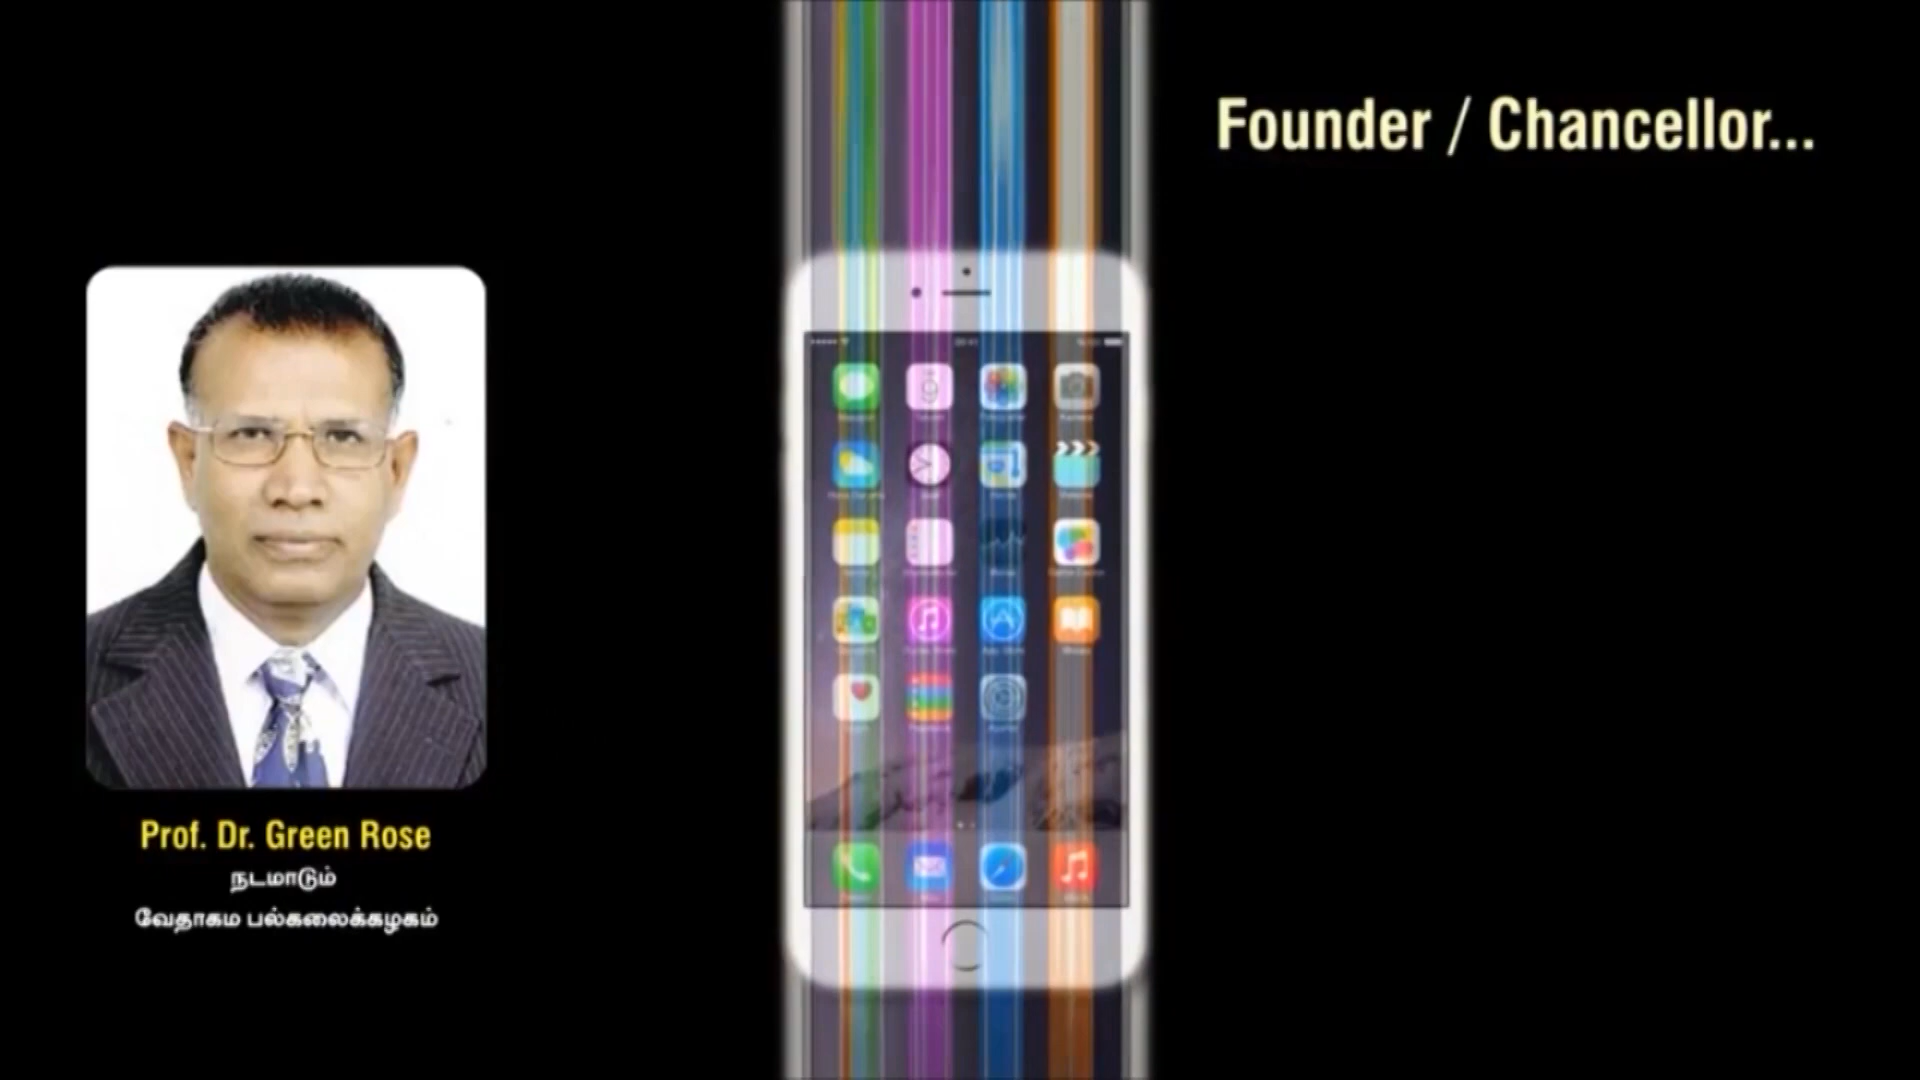 Founder / Chancellor...
Prof. Dr. Green Rose
நடமாடும்
வேதாகம பல்கலைக்கழகம்